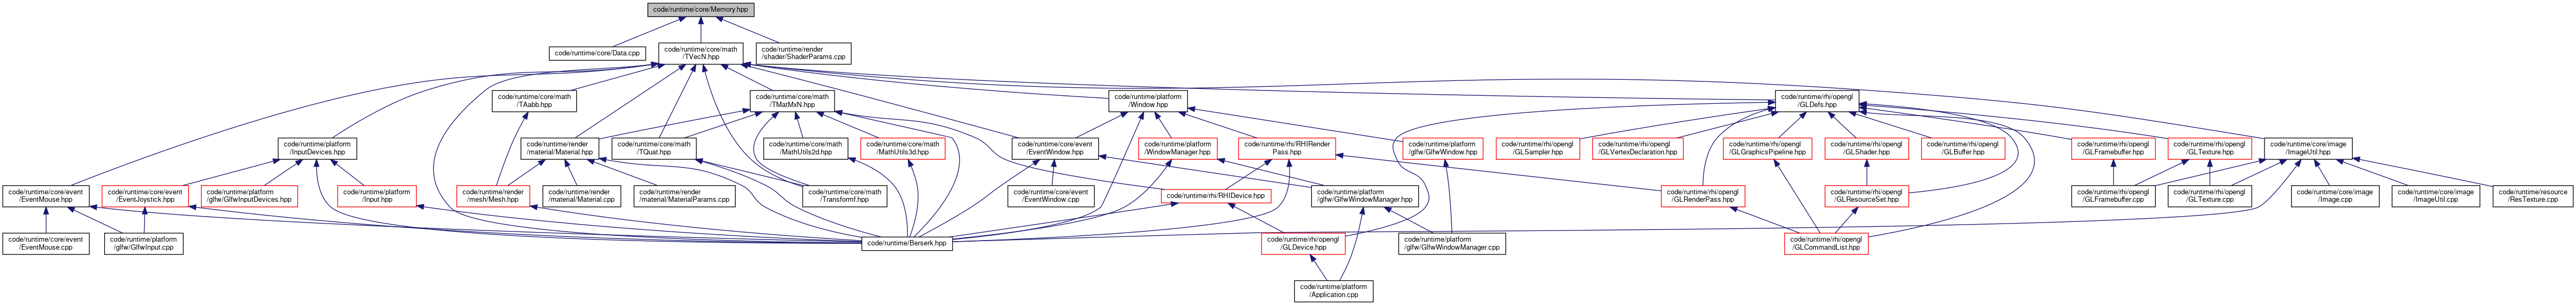 code/runtime/core/Memory.hpp
code/runtime/core/Data.cpp
code/runtime/core/math
/TVecN.hpp
code/runtime/render
/shader/ShaderParams.cpp
code/runtime/core/math
/TAabb.hpp
code/runtime/core/math
/TMatMxN.hpp
code/runtime/platform
/Window.hpp
code/runtime/rhi/opengl
/GLDefs.hpp
code/runtime/platform
/InputDevices.hpp
code/runtime/render
/material/Material.hpp
code/runtime/core/math
/TQuat.hpp
code/runtime/core/math
/MathUtils2d.hpp
code/runtime/core/math
/MathUtils3d.hpp
code/runtime/core/event
/EventWindow.hpp
code/runtime/platform
/WindowManager.hpp
code/runtime/rhi/RHIRender
Pass.hpp
code/runtime/platform
/glfw/GlfwWindow.hpp
code/runtime/rhi/opengl
/GLSampler.hpp
code/runtime/rhi/opengl
/GLVertexDeclaration.hpp
code/runtime/rhi/opengl
/GLGraphicsPipeline.hpp
code/runtime/rhi/opengl
/GLShader.hpp
code/runtime/rhi/opengl
/GLBuffer.hpp
code/runtime/rhi/opengl
/GLFramebuffer.hpp
code/runtime/rhi/opengl
/GLTexture.hpp
code/runtime/core/image
/ImageUtil.hpp
code/runtime/core/event
/EventMouse.hpp
code/runtime/core/event
/EventJoystick.hpp
code/runtime/platform
/glfw/GlfwInputDevices.hpp
code/runtime/platform
/Input.hpp
code/runtime/render
/mesh/Mesh.hpp
code/runtime/render
/material/Material.cpp
code/runtime/render
/material/MaterialParams.cpp
code/runtime/core/math
/Transformf.hpp
code/runtime/core/event
/EventWindow.cpp
code/runtime/rhi/RHIDevice.hpp
code/runtime/platform
/glfw/GlfwWindowManager.hpp
code/runtime/rhi/opengl
/GLRenderPass.hpp
code/runtime/rhi/opengl
/GLResourceSet.hpp
code/runtime/rhi/opengl
/GLFramebuffer.cpp
code/runtime/rhi/opengl
/GLTexture.cpp
code/runtime/core/image
/Image.cpp
code/runtime/core/image
/ImageUtil.cpp
code/runtime/resource
/ResTexture.cpp
code/runtime/core/event
/EventMouse.cpp
code/runtime/platform
/glfw/GlfwInput.cpp
code/runtime/Berserk.hpp
code/runtime/rhi/opengl
/GLDevice.hpp
code/runtime/platform
/glfw/GlfwWindowManager.cpp
code/runtime/rhi/opengl
/GLCommandList.hpp
code/runtime/platform
/Application.cpp